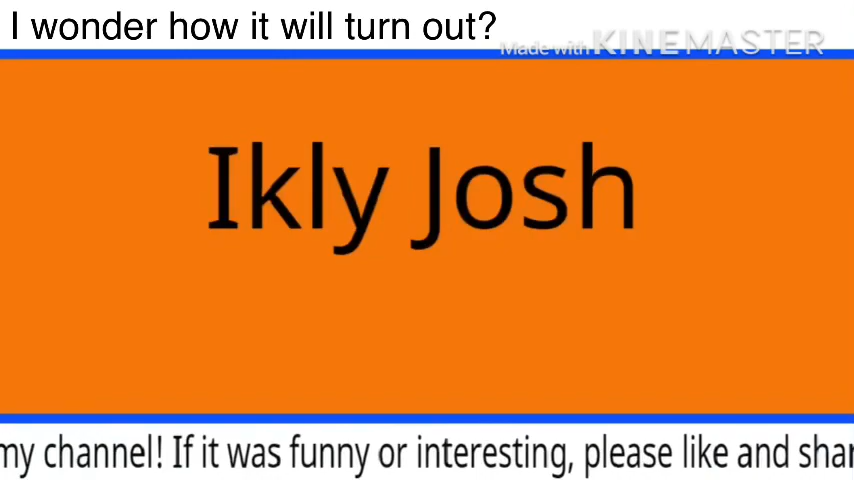 I wonder how it will turn out?
Made with KINEMASTER
Ikly Josh
my channel! If it was funny or interesting, please like and shar